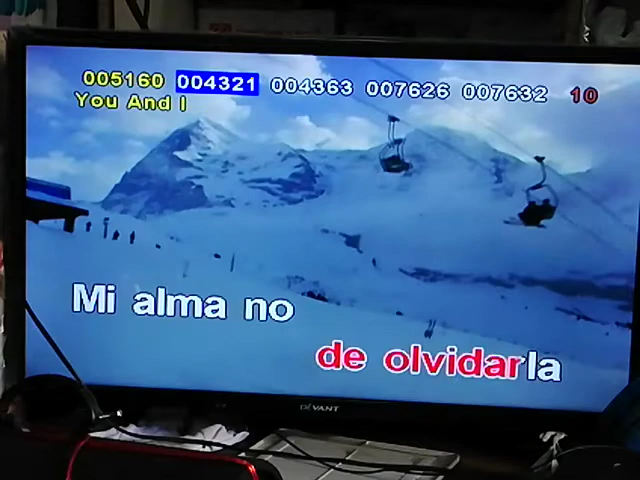 005160 004321 004363 007626 007632 10
You And I
Mi alma no
de olvidarla
DEVANT